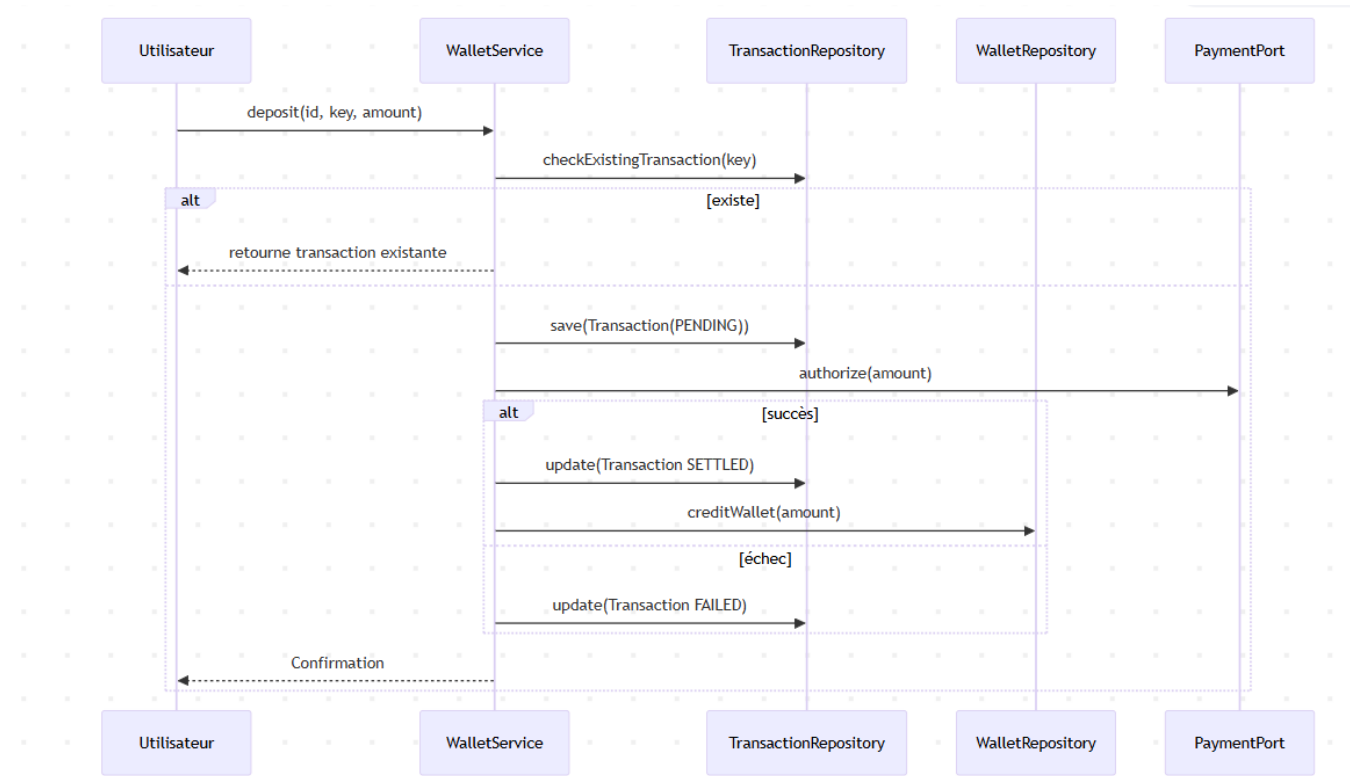 Utilisateur
WalletService
TransactionRepository
WalletRepository
PaymentPort
deposit(id, key, amount)
checkExistingTransaction(key)
alt
[existe]
retourne transaction existante
save(Transaction(PENDING))
authorize(amount)
alt
[succès]
update(Transaction SETTLED)
creditWallet(amount)
[échec]
update(Transaction FAILED)
Confirmation
Utilisateur
WalletService
TransactionRepository
WalletRepository
PaymentPort